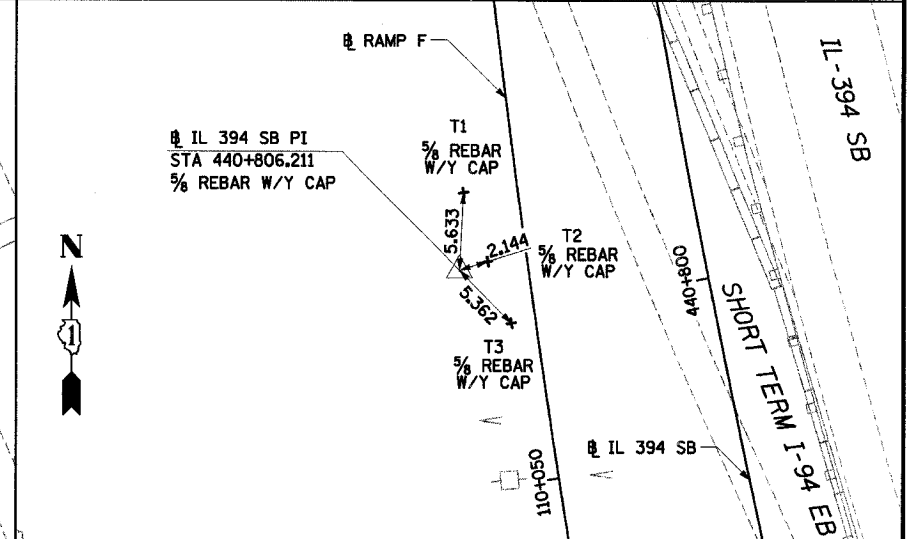 ℄ RAMP F
IL-394 SB
T1
5/8 REBAR
W/Y CAP
℄ IL 394 SB PI
STA 440+806.211
5/8 REBAR W/Y CAP
N
1
5.633
2.144
T2
5/8 REBAR
W/Y CAP
5.362
T3
5/8 REBAR
W/Y CAP
440+800
SHORT TERM I-94 EB
℄ IL 394 SB
110+050